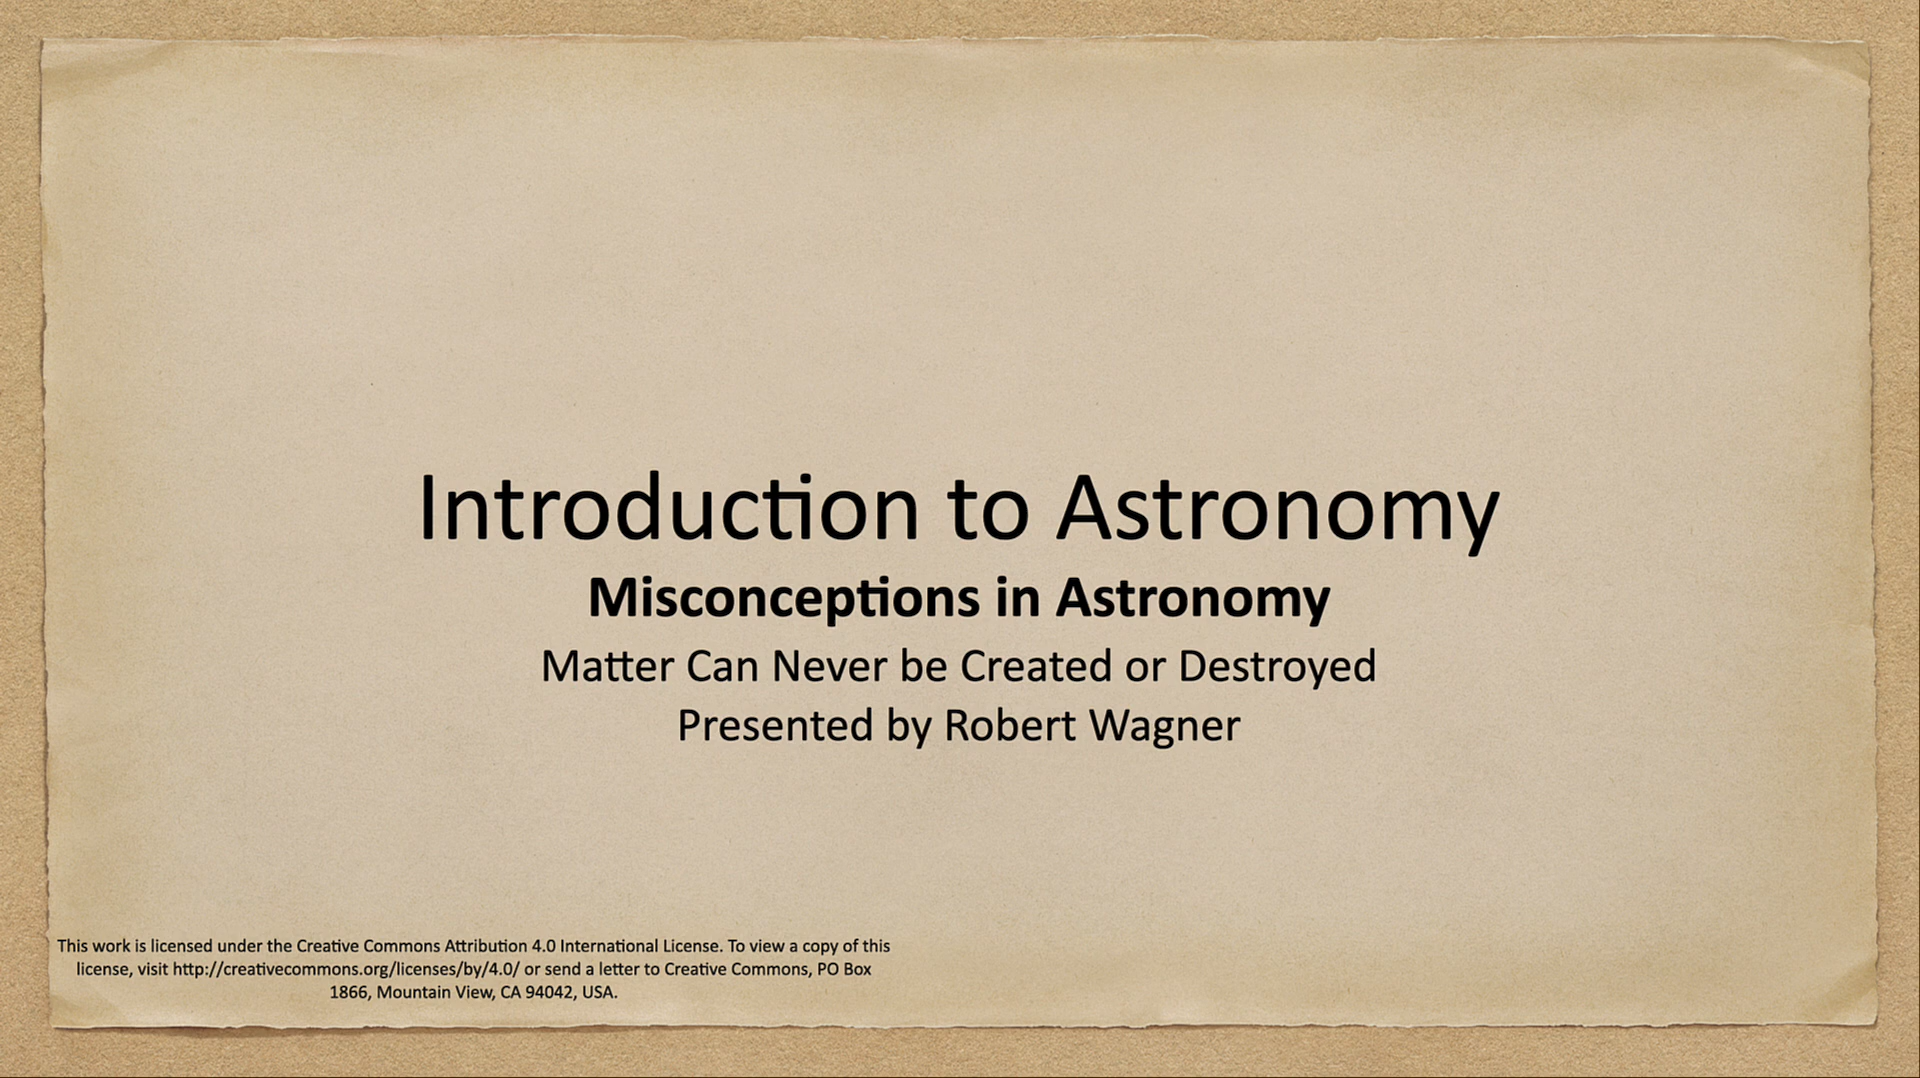 Introduction to Astronomy
Misconceptions in Astronomy
Matter Can Never be Created or Destroyed
Presented by Robert Wagner
This work is licensed under the Creative Commons Attribution 4.0 International License. To view a copy of this
license, visit http://creativecommons.org/licenses/by/4.0/ or send a letter to Creative Commons, PO Box
1866, Mountain View, CA 94042, USA.